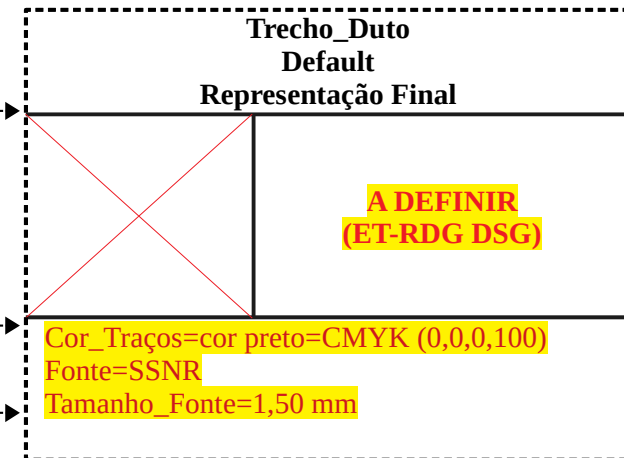 Trecho_Duto
Default
Representação Final
A DEFINIR
(ET-RDG DSG)
Cor_Traços=cor preto=CMYK (0,0,0,100)
Fonte=SSNR
Tamanho_Fonte=1,50 mm